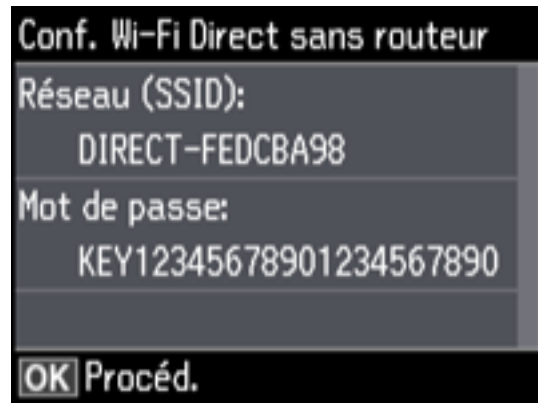 Conf. Wi-Fi Direct sans routeur
Réseau (SSID):
DIRECT-FEDCBA98
Mot de passe:
KEY12345678901234567890
OK Procéd.